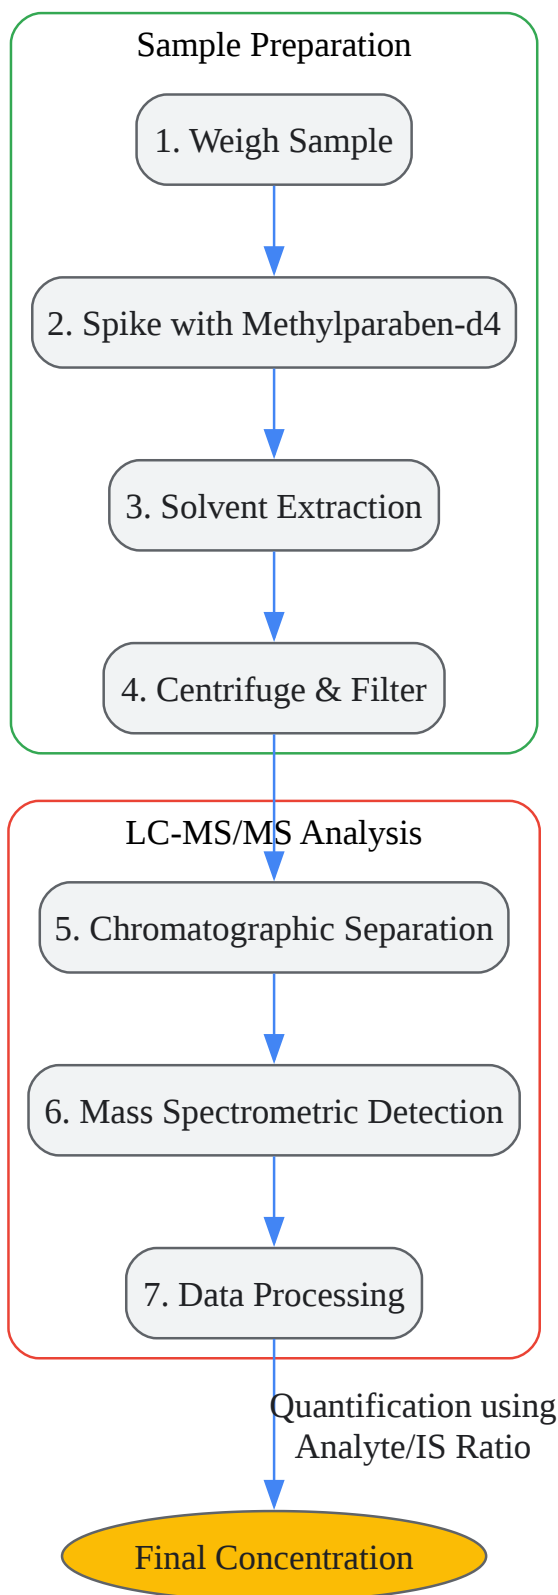 Sample Preparation
1. Weigh Sample
2. Spike with Methylparaben-d4
3. Solvent Extraction
4. Centrifuge & Filter
LC-MS/MS Analysis
5. Chromatographic Separation
6. Mass Spectrometric Detection
7. Data Processing
Quantification using
Analyte/IS Ratio
Final Concentration